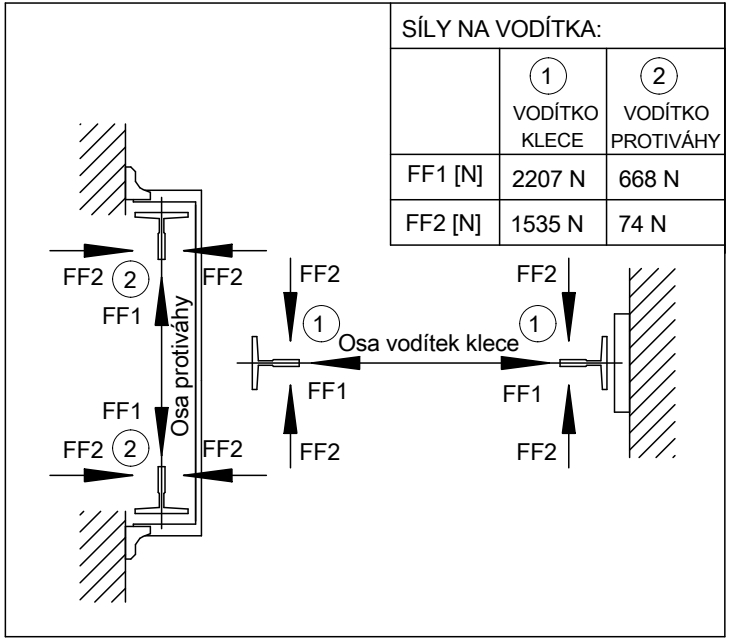 SÍLY NA VODÍTKA:
1 2
VODÍTKO VODÍTKO
KLECE PROTIVÁHY
FF1 [N] 2207 N 668 N
FF2 [N] 1535 N 74 N
FF2 2 FF2
FF1
Osa protiváhy
FF1
FF2 2 FF2
FF2 FF2
1 1
Osa vodítek klece
FF1 FF1
FF2 FF2